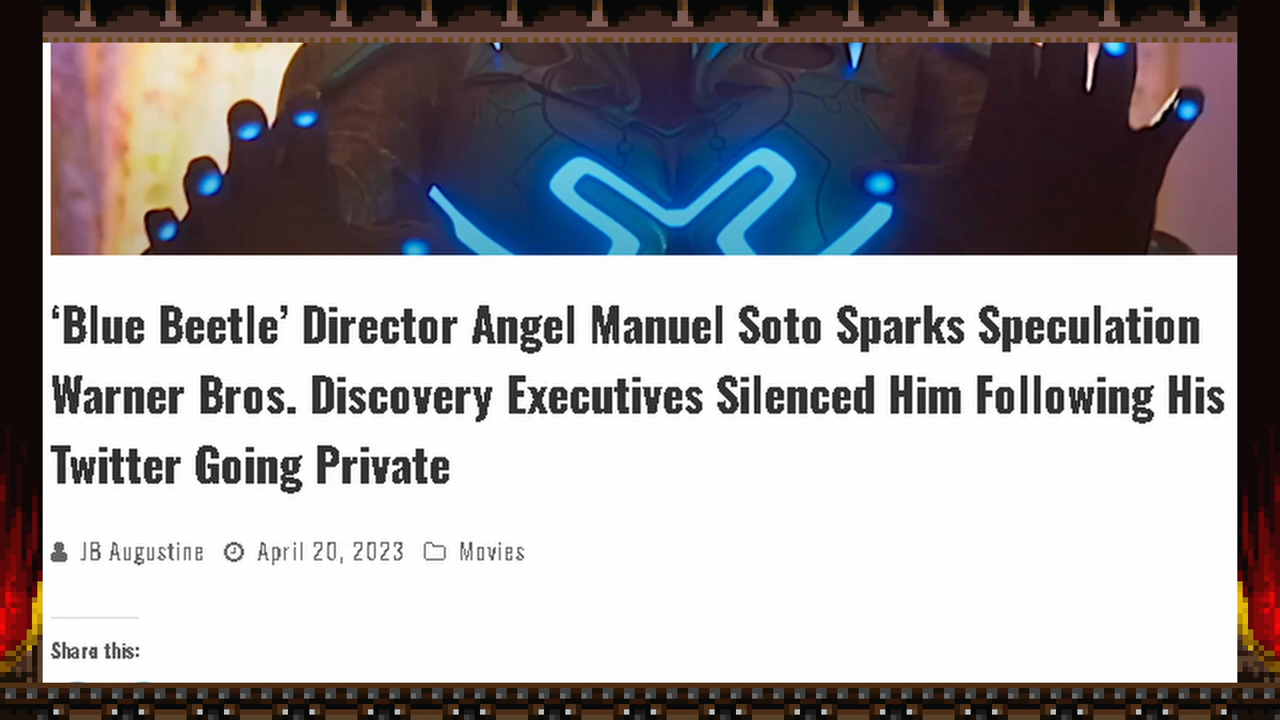 ‘Blue Beetle’ Director Angel Manuel Soto Sparks Speculation
Warner Bros. Discovery Executives Silenced Him Following His
Twitter Going Private
JB Augustine April 20, 2023 Movies
Share this: